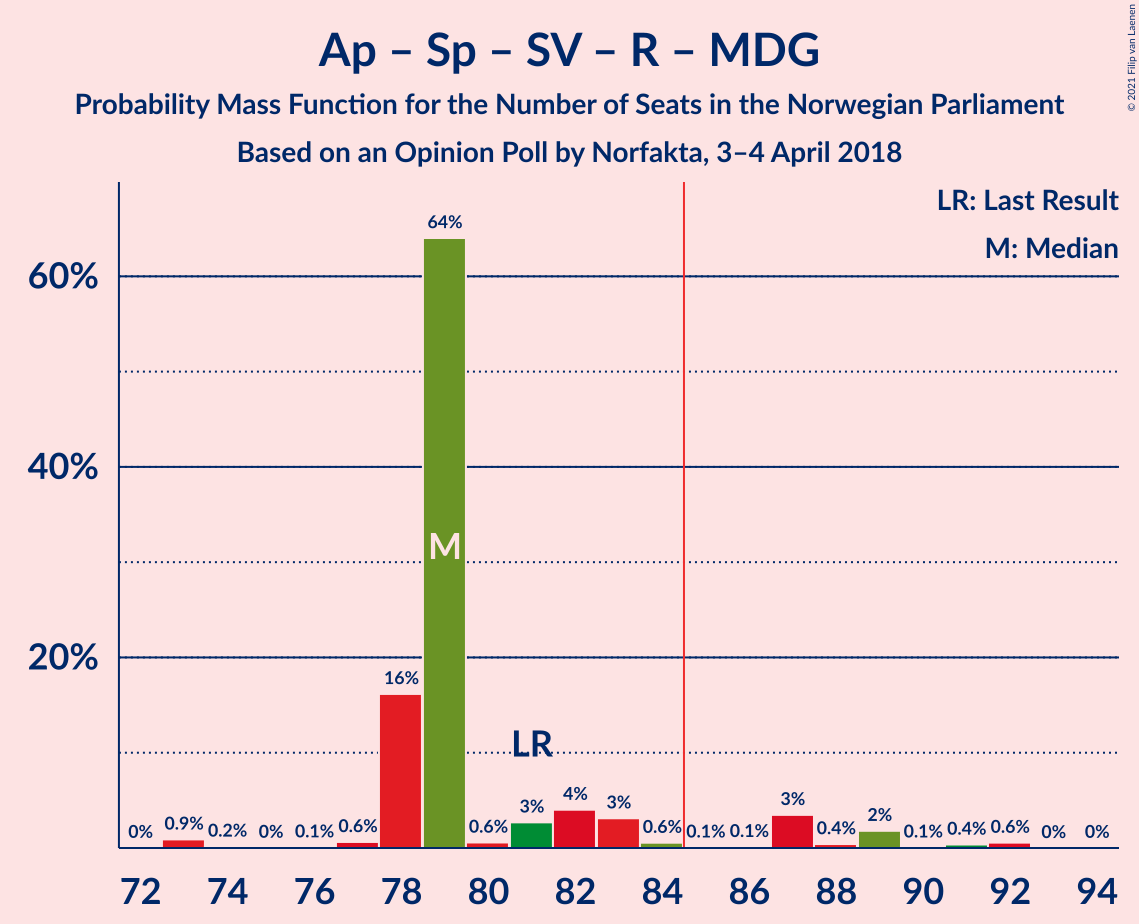 Ap – Sp – SV – R – MDG
Probability Mass Function for the Number of Seats in the Norwegian Parliament
Based on an Opinion Poll by Norfakta, 3–4 April 2018
© 2021 Filip van Laenen
LR: Last Result
M: Median
60%
40%
20%
0%
0.9%
0.2%
0%
0.1%
0.6%
16%
64%
0.6%
3%
4%
3%
0.6%
0.1%
0.1%
3%
0.4%
2%
0.1%
0.4%
0.6%
0%
0%
M
LR
72 74 76 78 80 82 84 86 88 90 92 94